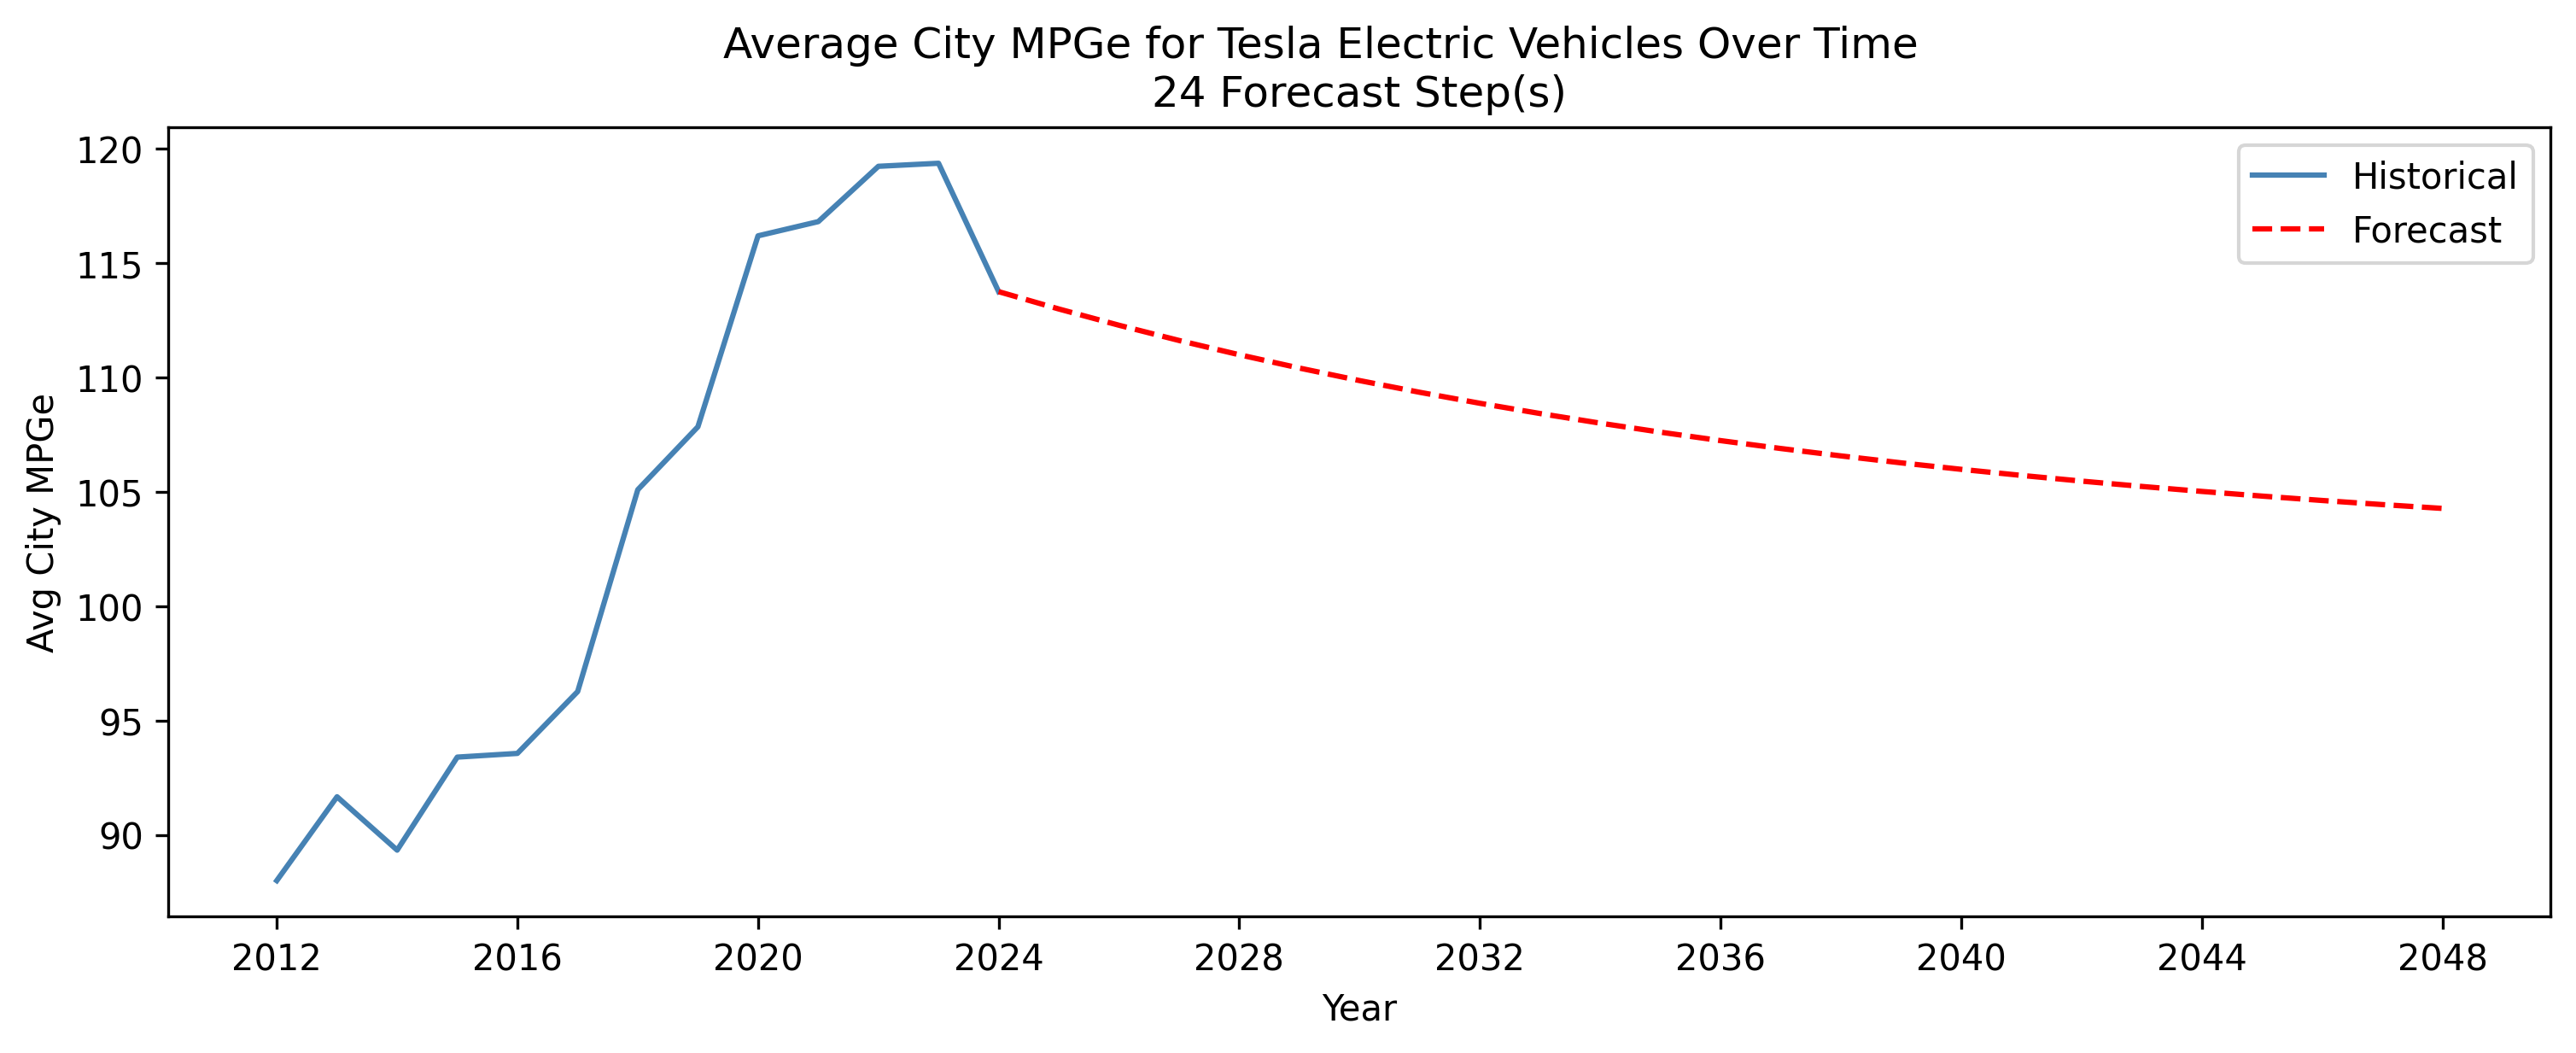 Average City MPGe for Tesla Electric Vehicles Over Time
24 Forecast Step(s)
Historical
Forecast
120
115
110
105
100
95
90
Avg City MPGe
2012
2016
2020
2024
2028
2032
2036
2040
2044
2048
Year